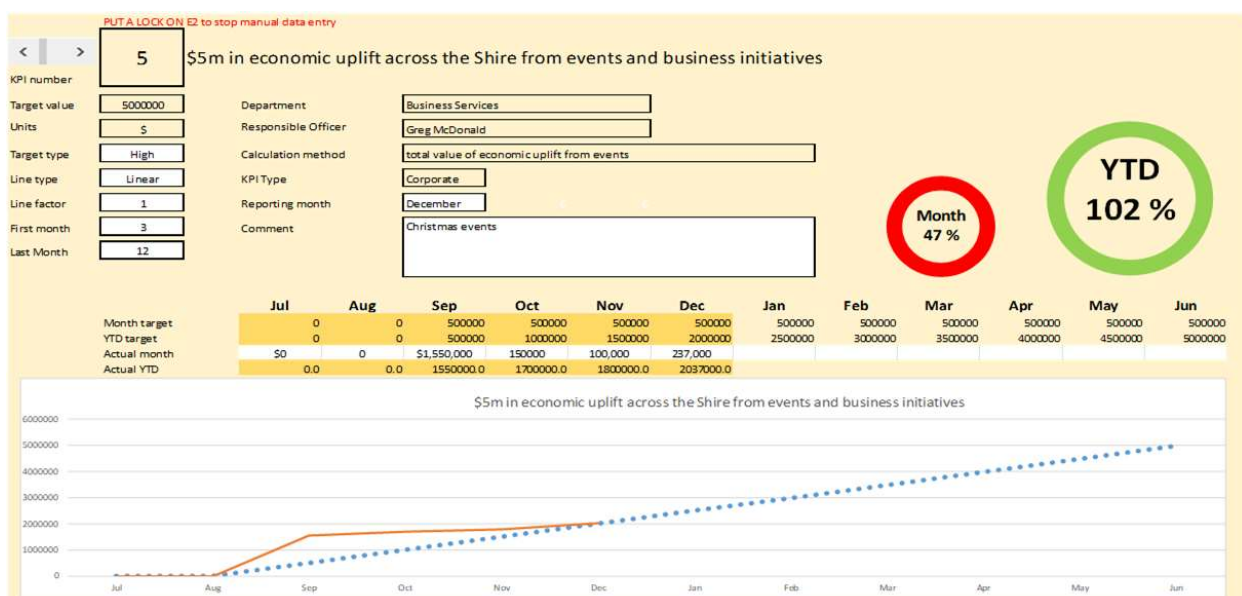 PUT A LOCK ON E2 to stop manual data entry
5 $5m in economic uplift across the Shire from events and business initiatives
KPI number
Target value 5000000 Department Business Services
Units $ Responsible Officer Greg McDonald
Target type High Calculation method total value of economic uplift from events
Line type Linear KPI Type Corporate
Line factor 1 Reporting month December
First month 3 Comment Christmas events
Last Month 12
Month
47 %
YTD
102 %
Jul Aug Sep Oct Nov Dec Jan Feb Mar Apr May Jun
Month target 0 0 500000 500000 500000 500000 500000 500000 500000 500000 500000 500000
YTD target 0 0 500000 1000000 1500000 2000000 2500000 3000000 3500000 4000000 4500000 5000000
Actual month $0 0 $1,550,000 150000 100,000 237,000
Actual YTD 0.0 0.0 1550000.0 1700000.0 1800000.0 2037000.0
$5m in economic uplift across the Shire from events and business initiatives
6000000
5000000
4000000
3000000
2000000
1000000
0
Jul Aug Sep Oct Nov Dec Jan Feb Mar Apr May Jun